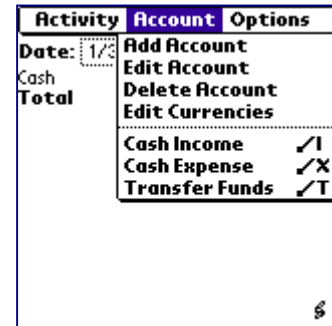 Activity Account Options
Date: 1/3
Add Account
Edit Account
Cash
Delete Account
Total
Edit Currencies
Cash Income /I
Cash Expense /X
Transfer Funds /T